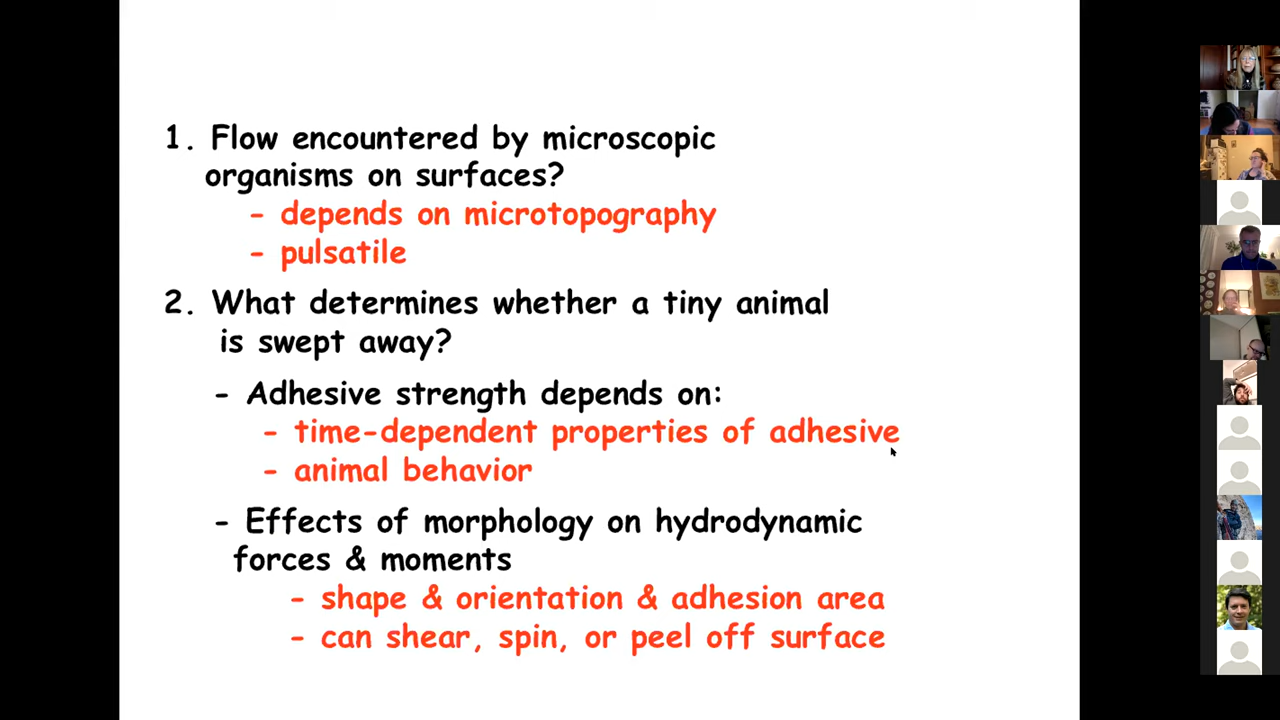 1. Flow encountered by microscopic
organisms on surfaces?
- depends on microtopography
- pulsatile
2. What determines whether a tiny animal
is swept away?
- Adhesive strength depends on:
- time-dependent properties of adhesive
- animal behavior
- Effects of morphology on hydrodynamic
forces & moments
- shape & orientation & adhesion area
- can shear, spin, or peel off surface